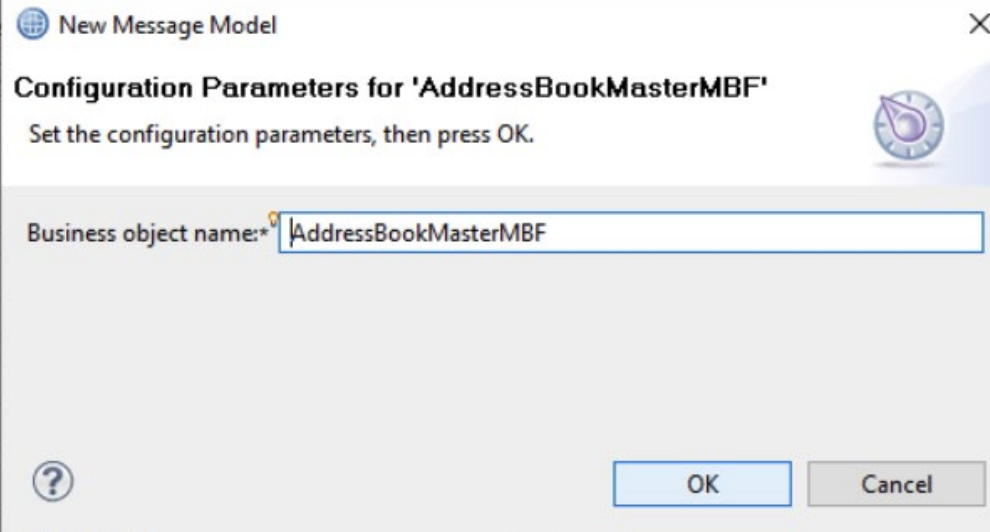 New Message Model
Configuration Parameters for 'AddressBookMasterMBF'
Set the configuration parameters, then press OK.
Business object name:* AddressBookMasterMBF
OK Cancel